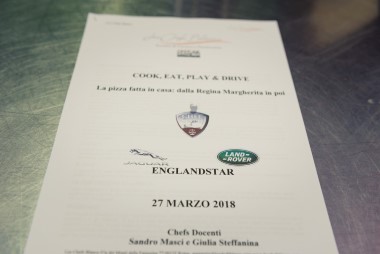 COOK, EAT, PLAY & DRIVE
La pizza fatta in casa: dalla Regina Margherita in poi
JAGUAR
LAND-
ROVER
ENGLANDSTAR
27 MARZO 2018
Chefs Docenti
Sandro Masci e Giulia Steffanina